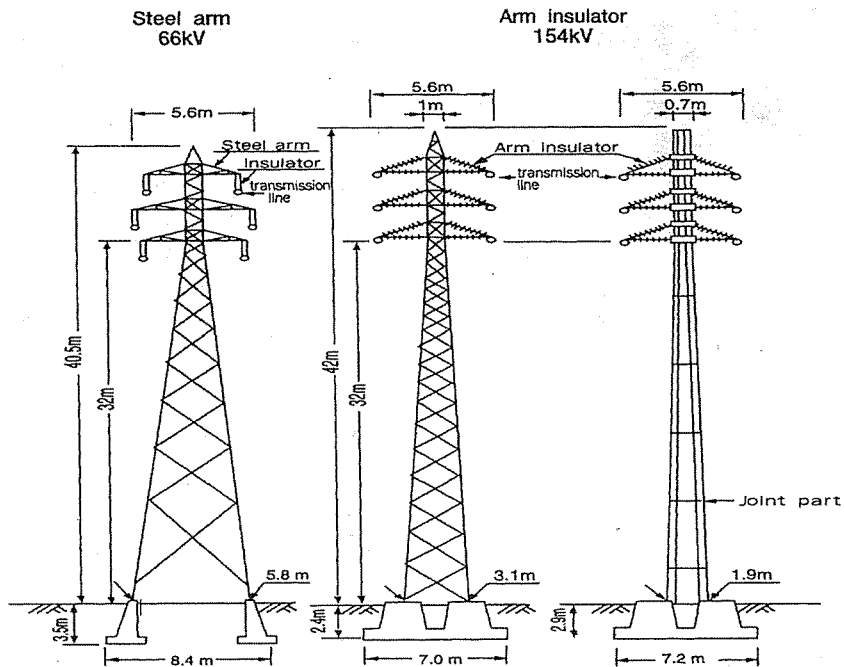 Steel arm
66kV
Arm insulator
154kV
5.6m
5.6m
1m
5.6m
0.7m
Steel arm
Insulator
transmission
line
Arm insulator
transmission
line
40.5m
32m
42m
32m
Joint part
5.8 m
3.1m
1.9m
3.5m
2.4m
2.9m
8.4 m
7.0 m
7.2 m